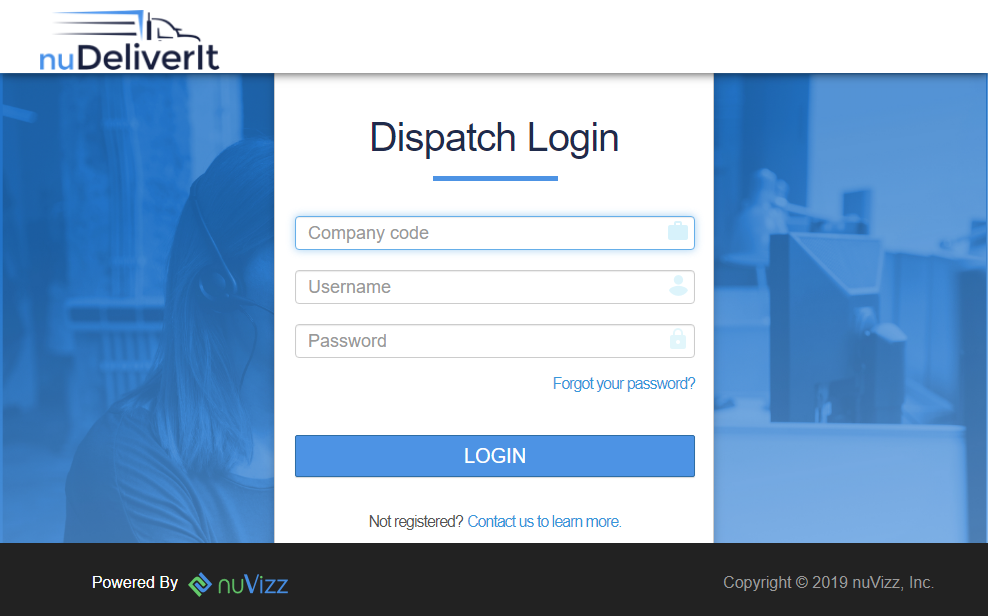 nuDeliverIt
Dispatch Login
Company code
Username
Password
Forgot your password?
LOGIN
Not registered? Contact us to learn more.
Powered By nuVizz
Copyright © 2019 nuVizz, Inc.